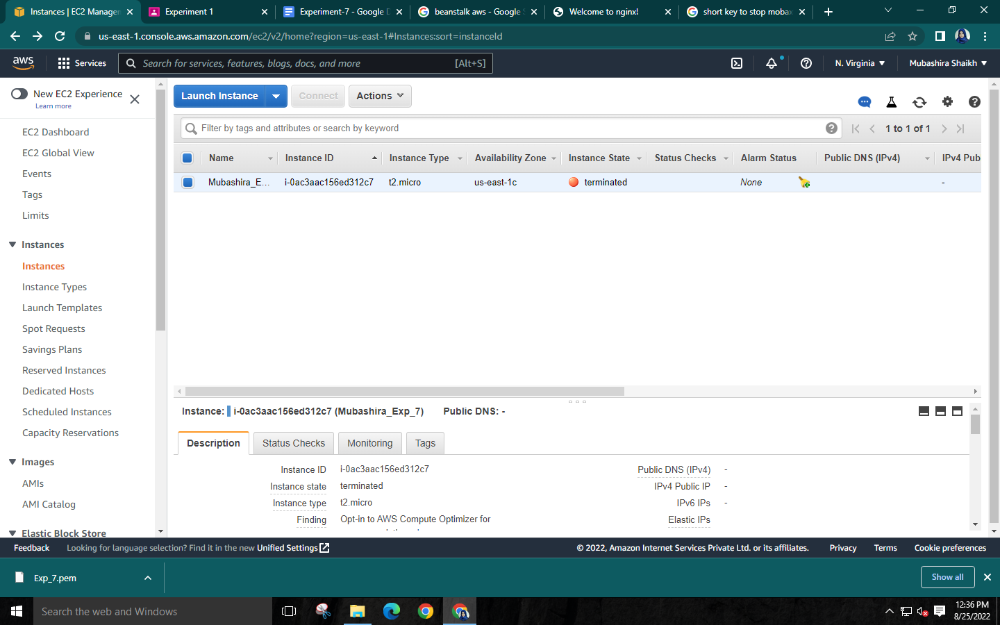 Instances | EC2 Manager
Experiment 1
Experiment-7 - Google D
beanstalk aws - Google S
Welcome to nginx!
short key to stop mobax
us-east-1.console.aws.amazon.com/ec2/v2/home?region=us-east-1#Instances:sort=instanceId
aws
Services
Search for services, features, blogs, docs, and more
[Alt+S]
N. Virginia
Mubashira Shaikh
New EC2 Experience
Learn more
EC2 Dashboard
EC2 Global View
Events
Tags
Limits
Instances
Instances
Instance Types
Launch Templates
Spot Requests
Savings Plans
Reserved Instances
Dedicated Hosts
Scheduled Instances
Capacity Reservations
Images
AMIs
AMI Catalog
Elastic Block Store
Launch Instance
Connect
Actions
Filter by tags and attributes or search by keyword
1 to 1 of 1
Name Instance ID Instance Type Availability Zone Instance State Status Checks Alarm Status Public DNS (IPv4) IPv4 Pub
Mubashira_E... i-0ac3aac156ed312c7 t2.micro us-east-1c terminated None -
Instance: i-0ac3aac156ed312c7 (Mubashira_Exp_7) Public DNS: -
Description Status Checks Monitoring Tags
Instance ID i-0ac3aac156ed312c7
Instance state terminated
Instance type t2.micro
Finding Opt-in to AWS Compute Optimizer for
Public DNS (IPv4) -
IPv4 Public IP -
IPv6 IPs -
Elastic IPs
Feedback
Looking for language selection? Find it in the new Unified Settings
© 2022, Amazon Internet Services Private Ltd. or its affiliates.
Privacy
Terms
Cookie preferences
Exp_7.pem
Show all
Search the web and Windows
12:36 PM
8/25/2022